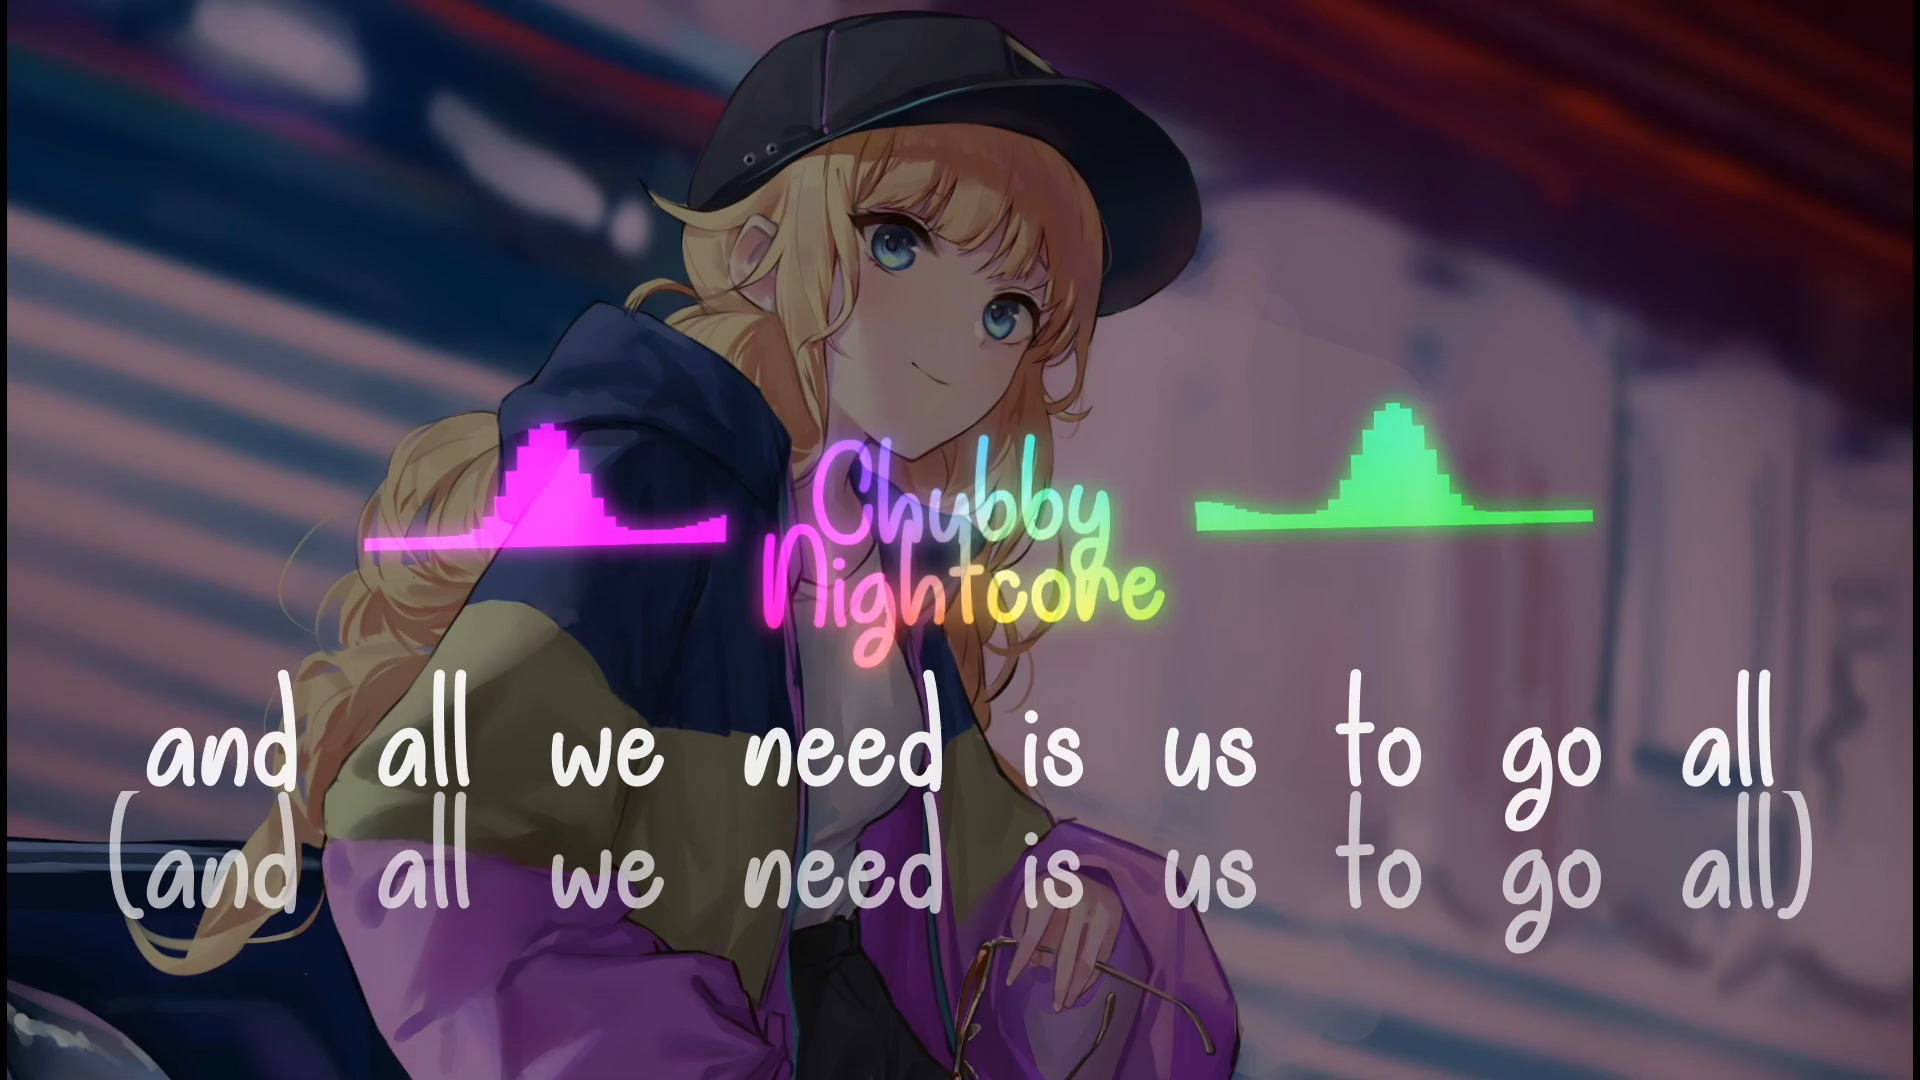 Chubby
Nightcore
and all we need is us to go all
(and all we need is us to go all)